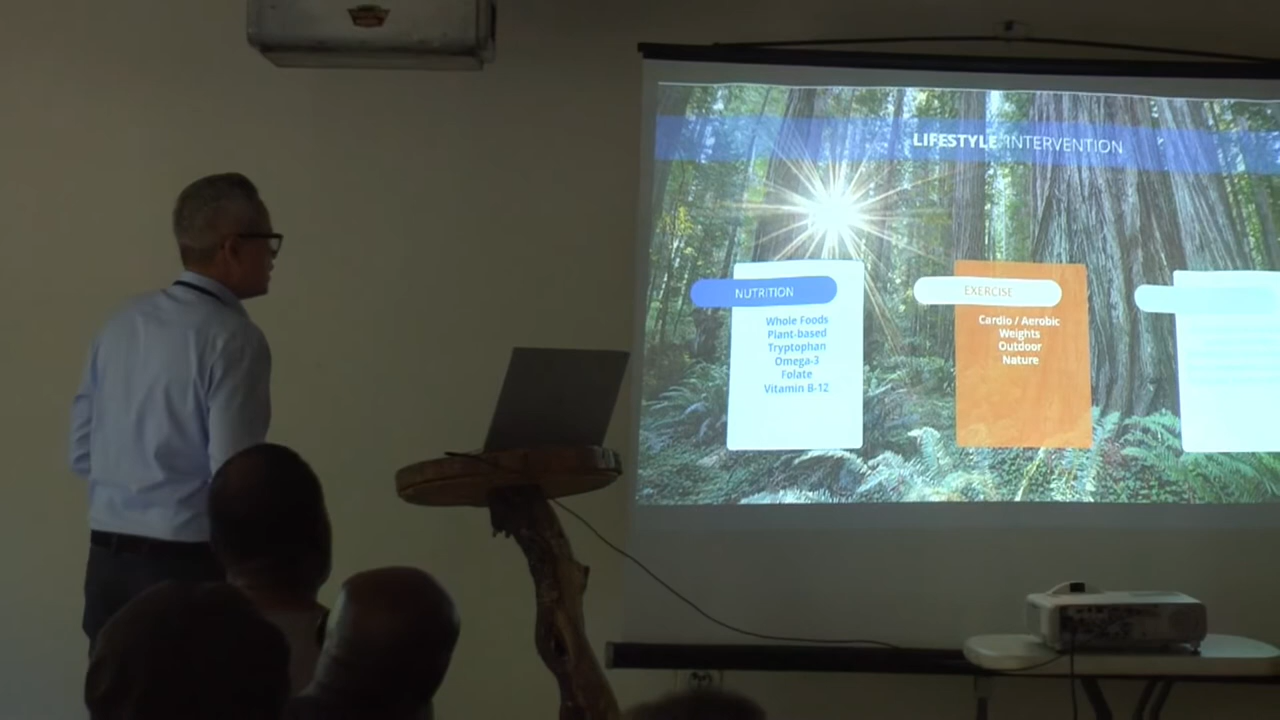 LIFESTYLE INTERVENTION
NUTRITION
Whole Foods
Plant-based
Tryptophan
Omega-3
Folate
Vitamin B-12
EXERCISE
Cardio / Aerobic
Weights
Outdoor
Nature